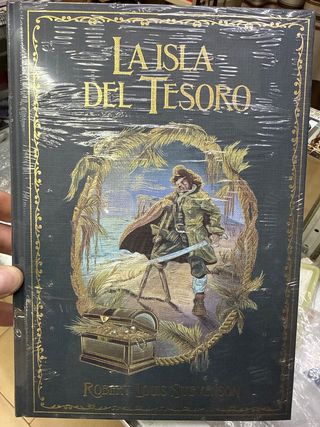 LA ISLA
DEL TESORO
ROBERT LOUIS STEVENSON